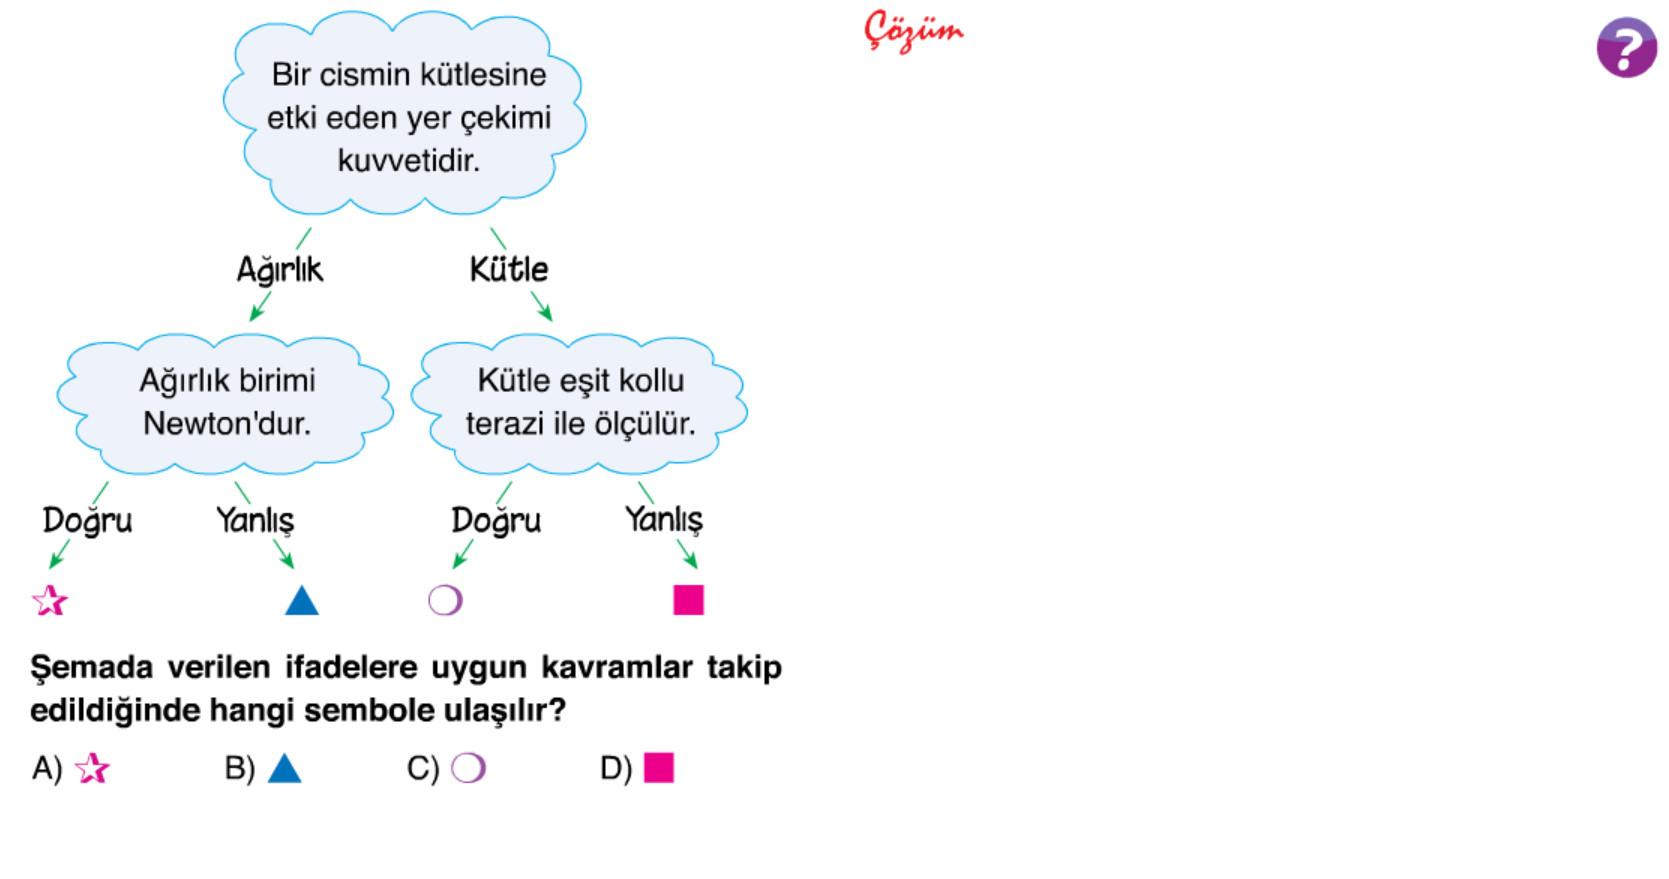 Çözüm
?
Bir cismin kütlesine
etki eden yer çekimi
kuvvetidir.
Ağırlık
Kütle
Ağırlık birimi
Newton'dur.
Kütle eşit kollu
terazi ile ölçülür.
Doğru
Yanlış
Doğru
Yanlış
Şemada verilen ifadelere uygun kavramlar takip
edildiğinde hangi sembole ulaşılır?
A)
B)
C)
D)